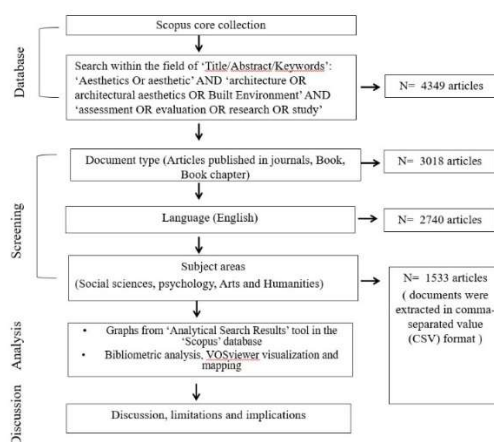 Database
Scopus core collection
Search within the field of 'Title/Abstract/Keywords':
'Aesthetics Or aesthetic' AND 'architecture OR
architectural aesthetics OR Built Environment' AND
'assessment OR evaluation OR research OR study'
N= 4349 articles
Screening
Document type (Articles published in journals, Book,
Book chapter)
N= 3018 articles
Language (English)
N= 2740 articles
Subject areas
(Social sciences, psychology, Arts and Humanities)
N= 1533 articles
( documents were
extracted in comma-
separated value
(CSV) format )
Analysis
• Graphs from 'Analytical Search Results' tool in the
'Scopus' database
• Bibliometric analysis, VOSviewer visualization and
mapping
Discussion
Discussion, limitations and implications